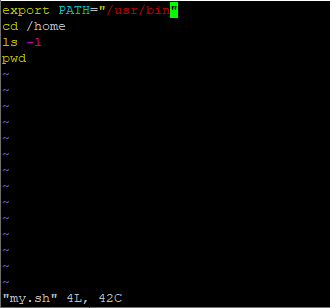 export PATH="/usr/bin"
cd /home
ls -l
pwd
~
~
~
~
~
~
~
~
~
~
~
~
~
~
"my.sh" 4L, 42C